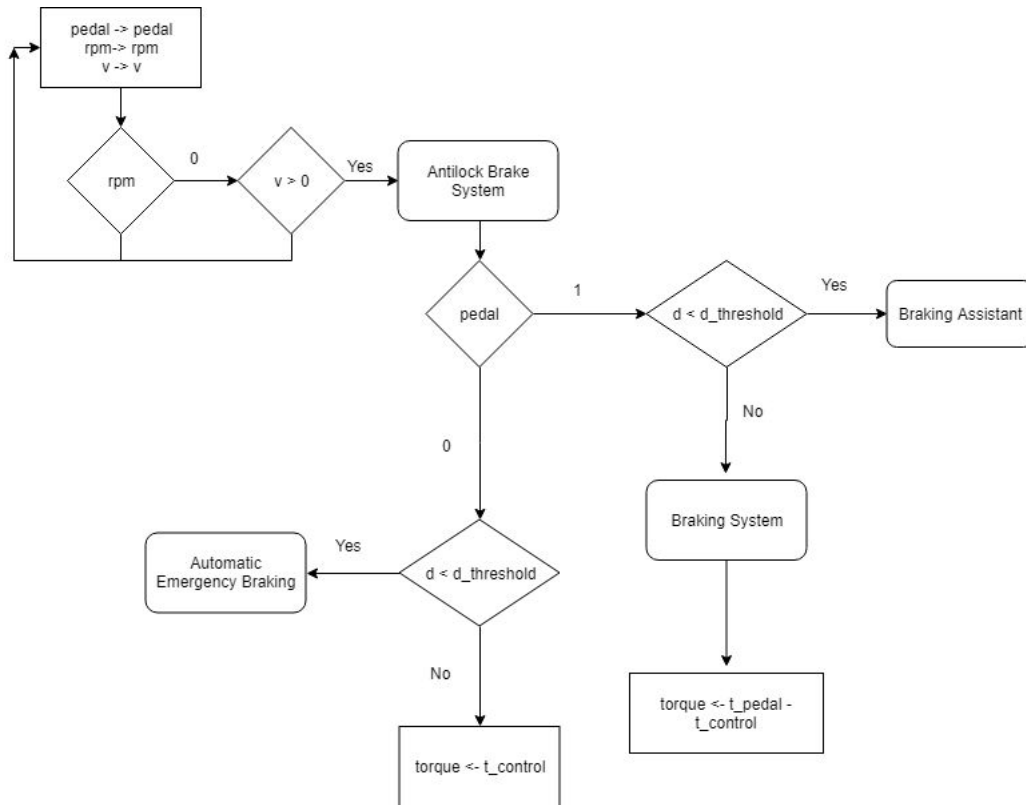 pedal -> pedal
rpm-> rpm
v -> v
rpm
0
v > 0
Yes
Antilock Brake
System
pedal
1
d < d_threshold
Yes
Braking Assistant
No
Braking System
torque <- t_pedal -
t_control
0
d < d_threshold
Yes
Automatic
Emergency Braking
No
torque <- t_control